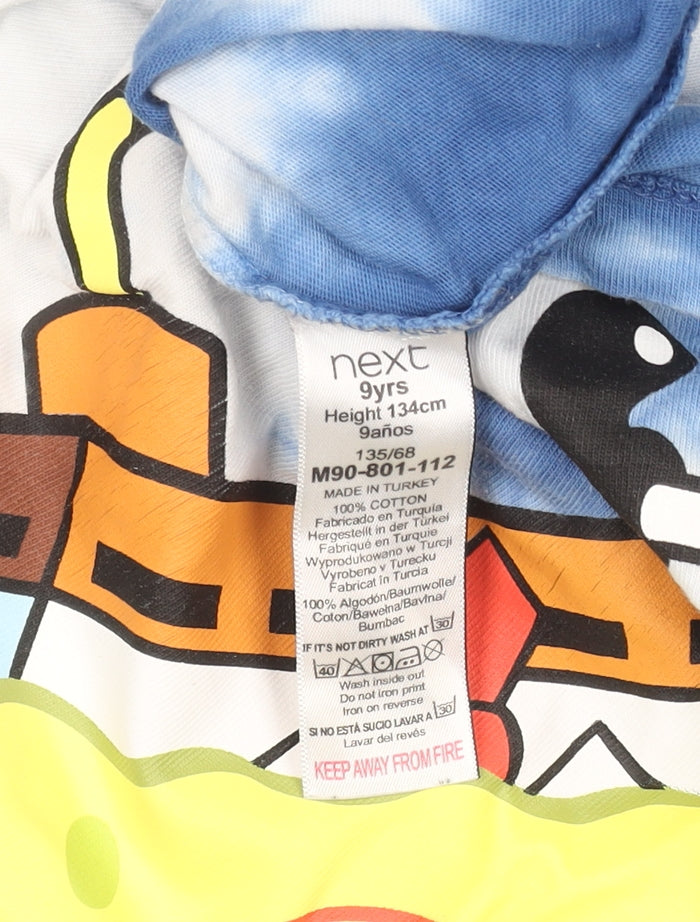 next
9yrs
Height 134cm
9años
135/68
M90-801-112
MADE IN TURKEY
100% COTTON
Fabricado en Turquía
Hergestellt in der Türkei
Fabriqué en Turquie
Wyprodukowano w Turcji
Vyrobeno v Turecku
Fabricat în Turcia
100% Algodón/Baumwolle/
Coton/Bawełna/Bavlna/
Bumbac
IF IT'S NOT DIRTY WASH AT 30
40
Wash inside out
Do not iron print
Iron on reverse
SI NO ESTÁ SUCIO LAVAR A 30
Lavar del revés
KEEP AWAY FROM FIRE